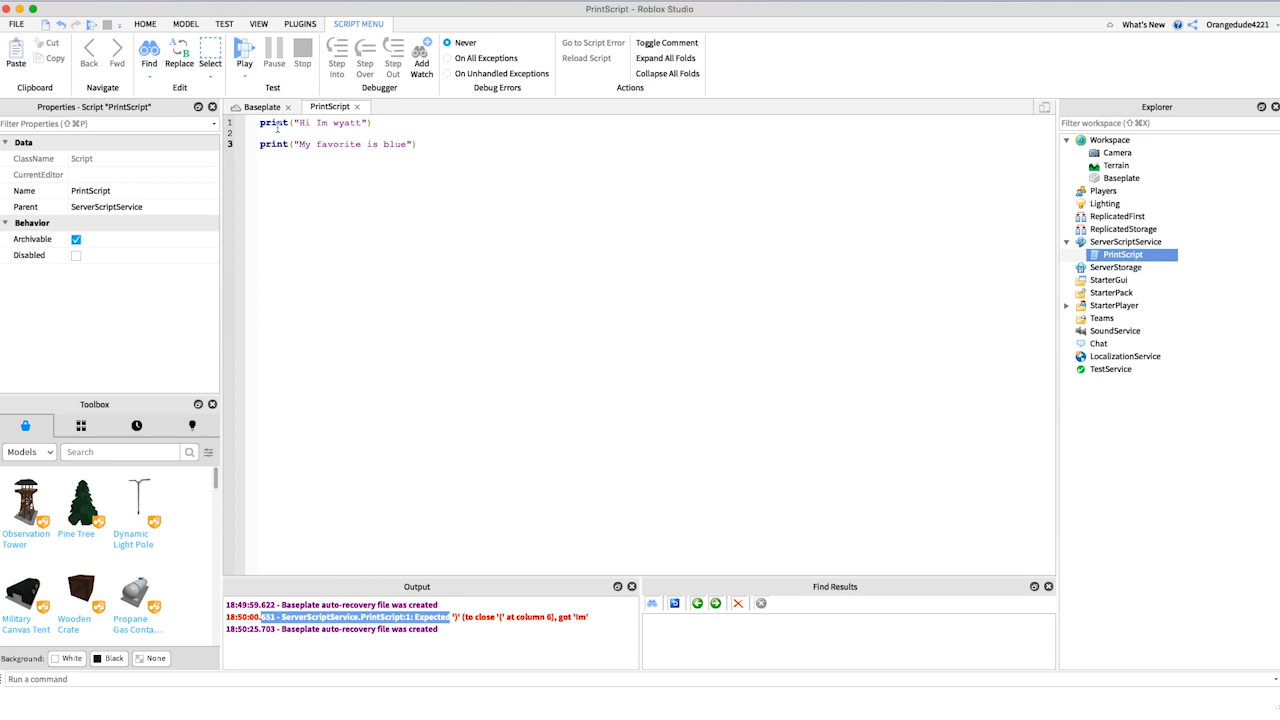 PrintScript - Roblox Studio
FILE HOME MODEL TEST VIEW PLUGINS SCRIPT MENU What's New Orangedude4221
Paste Cut Copy Back Fwd Find Replace Select Play Pause Stop Step Into Step Over Step Out Add Watch
Never
On All Exceptions
On Unhandled Exceptions
Go to Script Error
Reload Script
Toggle Comment
Expand All Folds
Collapse All Folds
Clipboard Navigate Edit Test Debugger Debug Errors Actions
Properties - Script "PrintScript"
Filter Properties (⇧⌘P)
Data
ClassName Script
CurrentEditor
Name PrintScript
Parent ServerScriptService
Behavior
Archivable
Disabled
Toolbox
Models Search
Observation Tower
Pine Tree
Dynamic Light Pole
Military Canvas Tent
Wooden Crate
Propane Gas Conta...
Background: White Black None
Baseplate PrintScript
1 print("Hi Im wyatt")
2
3 print("My favorite is blue")
Output
18:49:59.622 - Baseplate auto-recovery file was created
18:50:00.651 - ServerScriptService.PrintScript:1: Expected ')' (to close '(' at column 6), got 'Im'
18:50:25.703 - Baseplate auto-recovery file was created
Find Results
Explorer
Filter workspace (⇧⌘X)
Workspace
Camera
Terrain
Baseplate
Players
Lighting
ReplicatedFirst
ReplicatedStorage
ServerScriptService
PrintScript
ServerStorage
StarterGui
StarterPack
StarterPlayer
Teams
SoundService
Chat
LocalizationService
TestService
Run a command